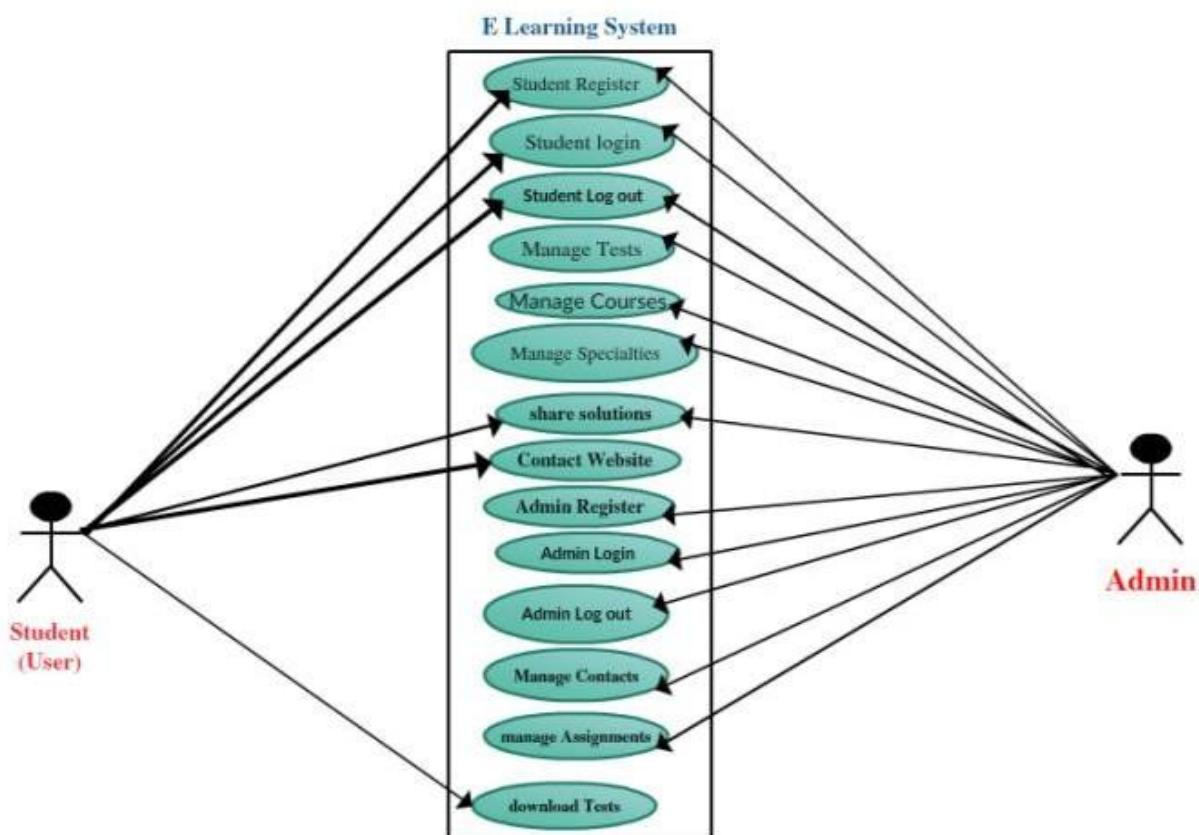 E Learning System
Student Register
Student login
Student Log out
Manage Tests
Manage Courses
Manage Specialties
share solutions
Contact Website
Admin Register
Admin Login
Admin Log out
Manage Contacts
manage Assignments
download Tests
Student
(User)
Admin